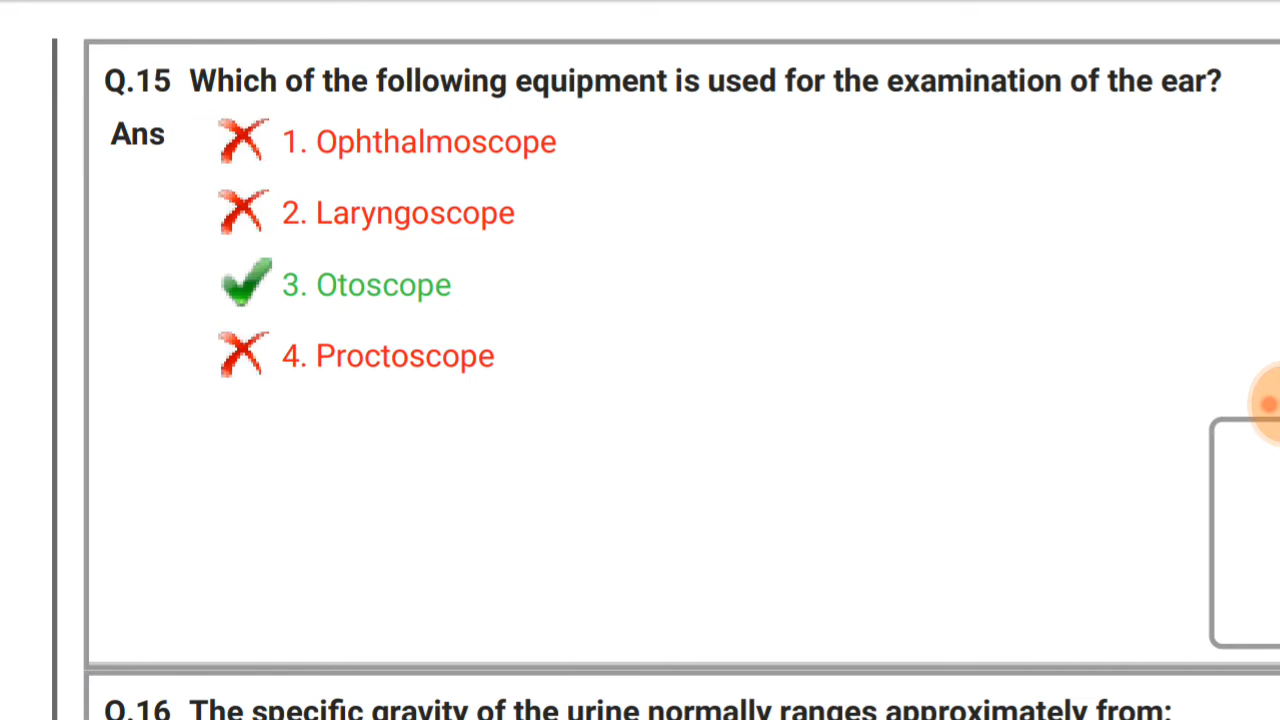 Q.15 Which of the following equipment is used for the examination of the ear?
Ans 1. Ophthalmoscope
2. Laryngoscope
3. Otoscope
4. Proctoscope
Q.16 The specific gravity of the urine normally ranges approximately from: